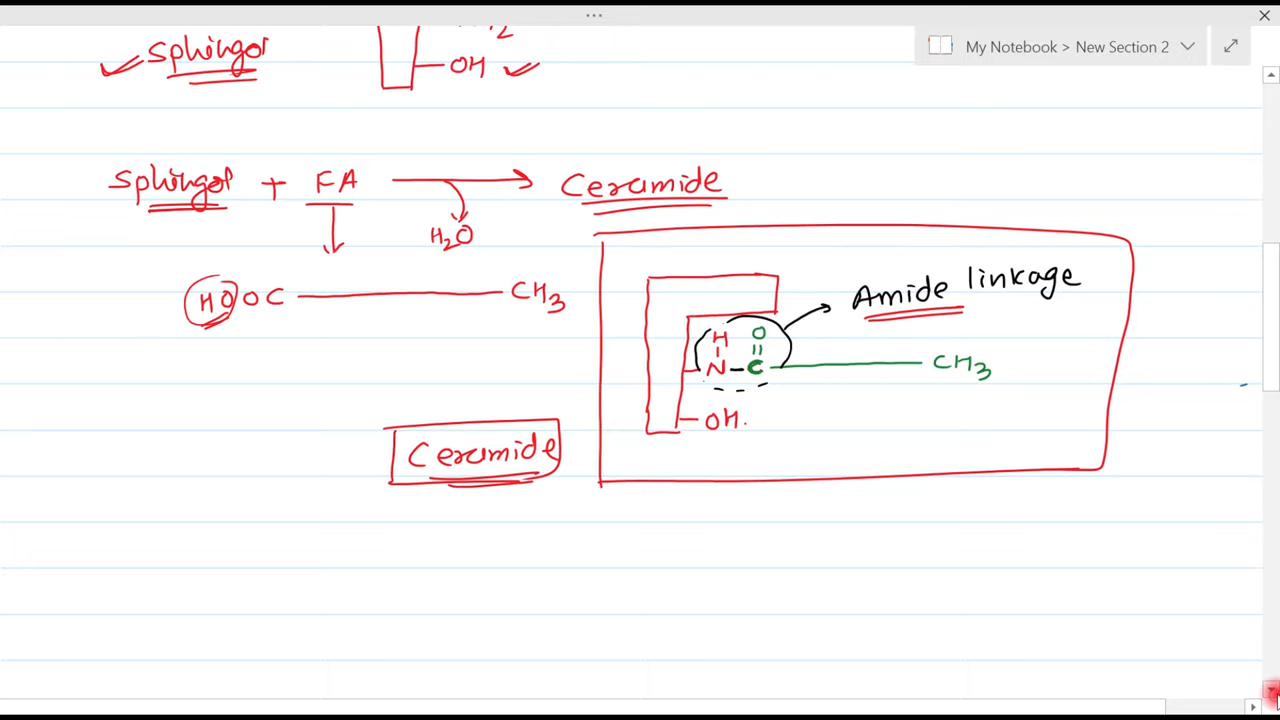 My Notebook > New Section 2
Sphingol
OH
Sphingol + FA Ceramide
H2O
HOOC CH3
Amide linkage
H O
N - C CH3
OH.
Ceramide